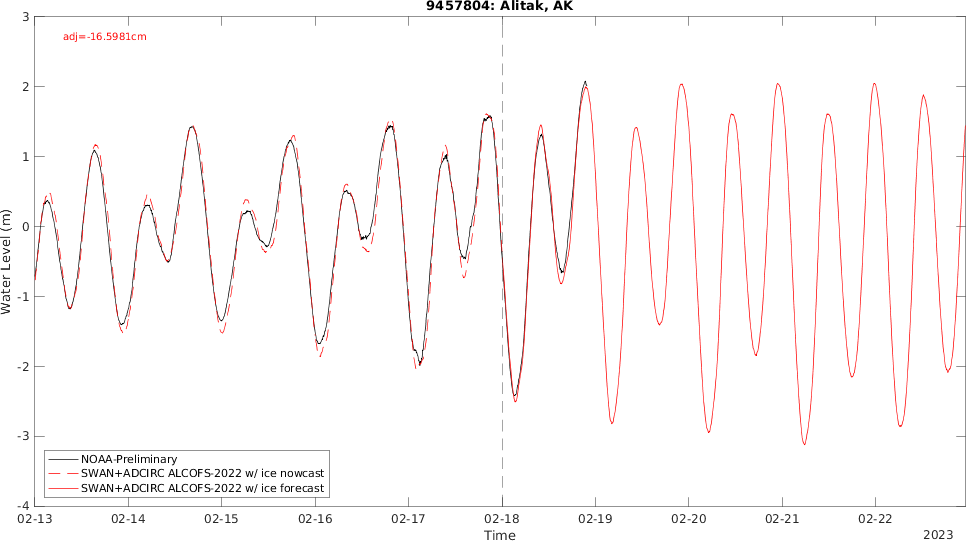 9457804: Alitak, AK
adj=-16.5981cm
3
2
1
0
-1
-2
-3
-4
Water Level (m)
NOAA-Preliminary
SWAN+ADCIRC ALCOFS-2022 w/ ice nowcast
SWAN+ADCIRC ALCOFS-2022 w/ ice forecast
02-13 02-14 02-15 02-16 02-17 02-18 02-19 02-20 02-21 02-22
Time
2023